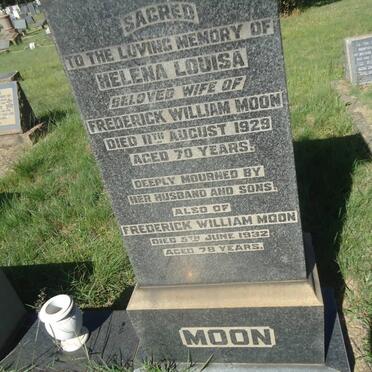 SACRED
TO THE LOVING MEMORY OF
HELENA LOUISA
BELOVED WIFE OF
FREDERICK WILLIAM MOON
DIED 11TH AUGUST 1929
AGED 70 YEARS.
DEEPLY MOURNED BY
HER HUSBAND AND SONS.
ALSO OF
FREDERICK WILLIAM MOON
DIED 5TH JUNE 1932
AGED 78 YEARS.
MOON